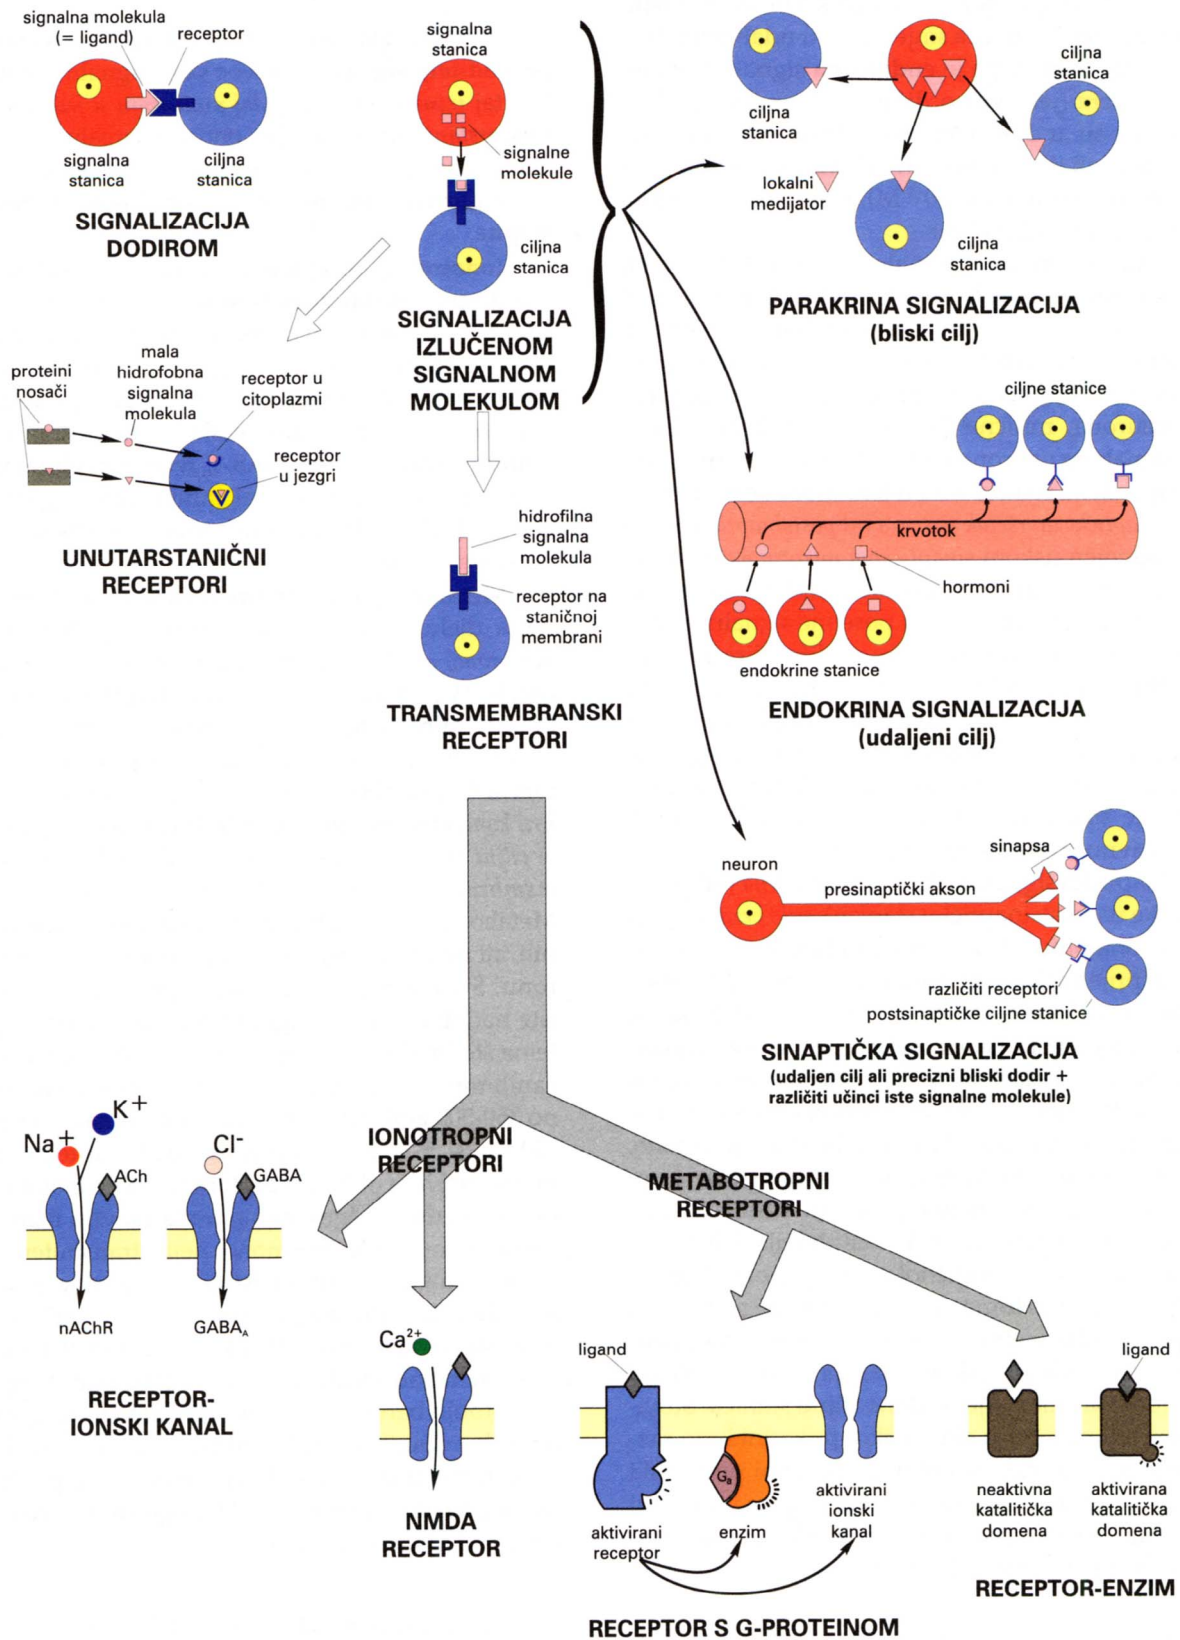 signalna molekula
(= ligand)
receptor
signalna
stanica
ciljna
stanica
SIGNALIZACIJA
DODIROM
signalna
stanica
signalne
molekule
ciljna
stanica
SIGNALIZACIJA
IZLUČENOM
SIGNALNOM
MOLEKULOM
ciljna
stanica
ciljna
stanica
lokalni
medijator
ciljna
stanica
PARAKRINA SIGNALIZACIJA
(bliski cilj)
proteini
nosači
mala
hidrofobna
signalna
molekula
receptor u
citoplazmi
receptor
u jezgri
UNUTARSTANIČNI
RECEPTORI
hidrofilna
signalna
molekula
receptor na
staničnoj
membrani
TRANSMEMBRANSKI
RECEPTORI
ciljne stanice
krvotok
hormoni
endokrine stanice
ENDOKRINA SIGNALIZACIJA
(udaljeni cilj)
neuron
presinaptički akson
sinapsa
različiti receptori
postsinaptičke ciljne stanice
SINAPTIČKA SIGNALIZACIJA
(udaljen cilj ali precizni bliski dodir +
različiti učinci iste signalne molekule)
IONOTROPNI
RECEPTORI
METABOTROPNI
RECEPTORI
Na+
K+
ACh
nAChR
Cl-
GABA
GABAA
RECEPTOR-
IONSKI KANAL
Ca2+
NMDA
RECEPTOR
ligand
aktivirani
receptor
Ga
enzim
aktivirani
ionski
kanal
RECEPTOR S G-PROTEINOM
ligand
neaktivna
katalitička
domena
aktivirana
katalitička
domena
RECEPTOR-ENZIM